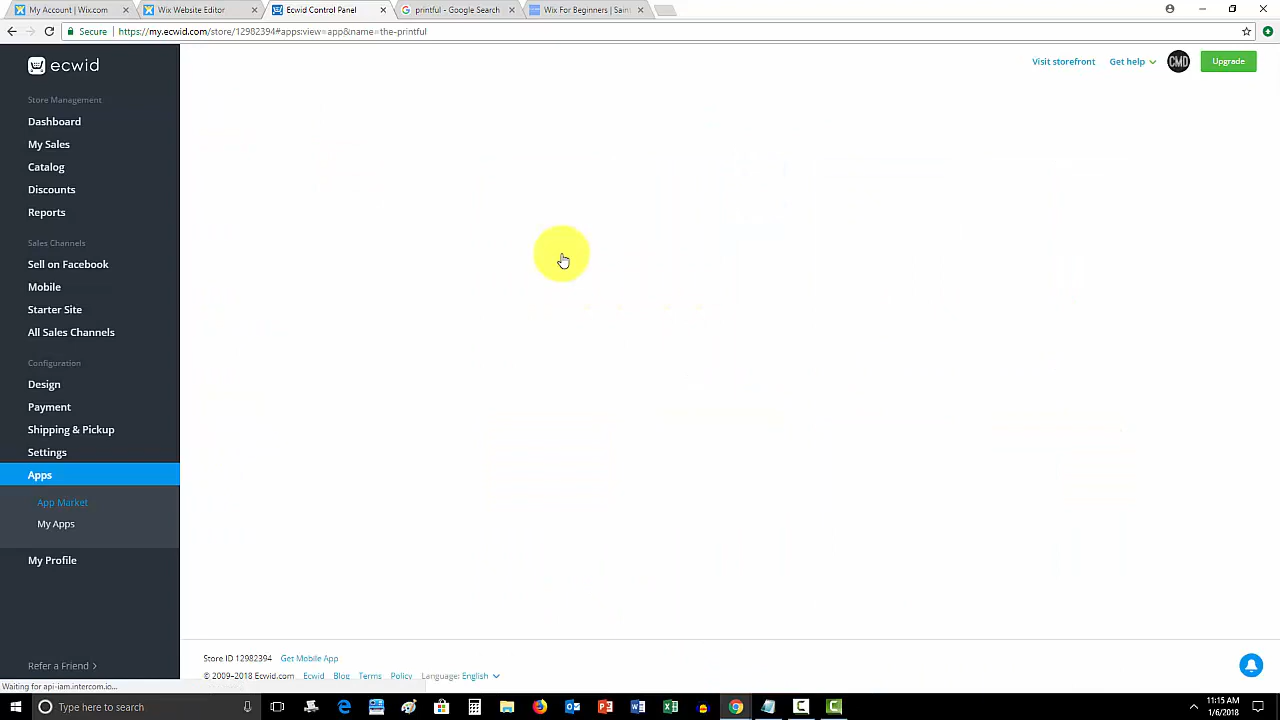 My Account | Wix.com
Wix Website Editor
Ecwid Control Panel
printful - Google Search
Wix For Beginners | Sain
Secure
https://my.ecwid.com/store/12982394#apps:view=app&name=the-printful
ecwid
Visit storefront
Get help
CMD
Upgrade
Store Management
Dashboard
My Sales
Catalog
Discounts
Reports
Sales Channels
Sell on Facebook
Mobile
Starter Site
All Sales Channels
Configuration
Design
Payment
Shipping & Pickup
Settings
Apps
App Market
My Apps
My Profile
Refer a Friend
Store ID 12982394
Get Mobile App
© 2009-2018 Ecwid.com
Ecwid
Blog
Terms
Policy
Language: English
Waiting for api-iam.intercom.io...
Type here to search
11:15 AM
1/6/2018